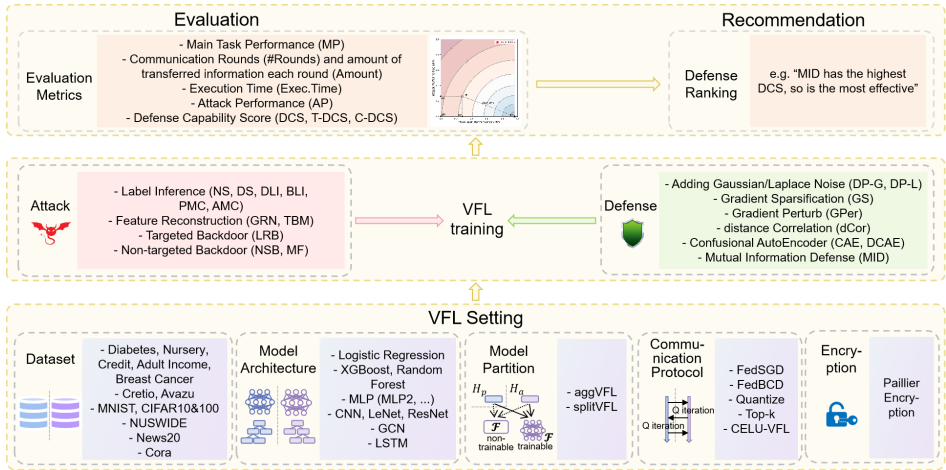 Evaluation
Recommendation
Evaluation
Metrics
- Main Task Performance (MP)
- Communication Rounds (#Rounds) and amount of
transferred information each round (Amount)
- Execution Time (Exec.Time)
- Attack Performance (AP)
- Defense Capability Score (DCS, T-DCS, C-DCS)
Defense
Ranking
e.g. “MID has the highest
DCS, so is the most effective”
Attack
- Label Inference (NS, DS, DLI, BLI,
PMC, AMC)
- Feature Reconstruction (GRN, TBM)
- Targeted Backdoor (LRB)
- Non-targeted Backdoor (NSB, MF)
VFL
training
Defense
- Adding Gaussian/Laplace Noise (DP-G, DP-L)
- Gradient Sparsification (GS)
- Gradient Perturb (GPer)
- distance Correlation (dCor)
- Confusional AutoEncoder (CAE, DCAE)
- Mutual Information Defense (MID)
VFL Setting
Dataset
- Diabetes, Nursery,
Credit, Adult Income,
Breast Cancer
- Cretio, Avazu
- MNIST, CIFAR10&100
- NUSWIDE
- News20
- Cora
Model
Architecture
- Logistic Regression
- XGBoost, Random
Forest
- MLP (MLP2, ...)
- CNN, LeNet, ResNet
- GCN
- LSTM
Model
Partition
H_p H_a
ℱ ℱ
non-
trainable
trainable
- aggVFL
- splitVFL
Commu-
nication
Protocol
Q iteration
Q iteration
- FedSGD
- FedBCD
- Quantize
- Top-k
- CELU-VFL
Encry-
ption
Paillier
Encry-
ption